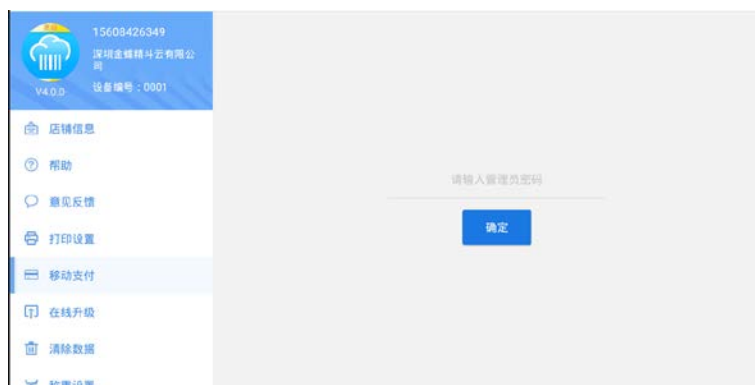 15608426349
深圳金蝶精斗云有限公
司
V4.0.0
设备编号：0001
店铺信息
帮助
意见反馈
打印设置
移动支付
在线升级
清除数据
请输入管理员密码
确定